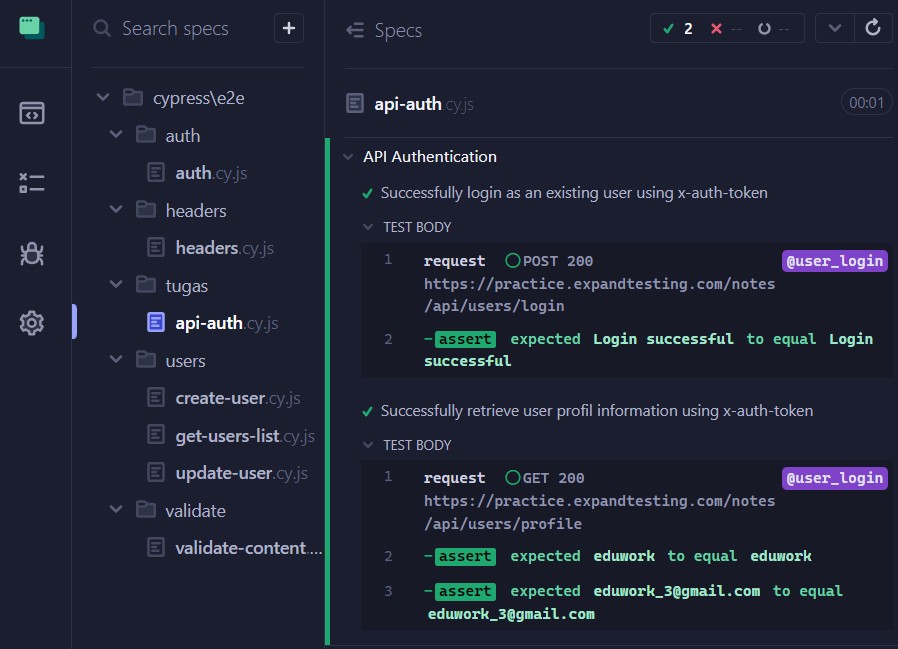 Search specs
+
cypress\e2e
auth
auth.cy.js
headers
headers.cy.js
tugas
api-auth.cy.js
users
create-user.cy.js
get-users-list.cy.js
update-user.cy.js
validate
validate-content....
Specs
2 -- --
api-auth.cy.js
00:01
API Authentication
Successfully login as an existing user using x-auth-token
TEST BODY
1 request POST 200 @user_login
https://practice.expandtesting.com/notes
/api/users/login
2 -assert expected Login successful to equal Login
successful
Successfully retrieve user profil information using x-auth-token
TEST BODY
1 request GET 200 @user_login
https://practice.expandtesting.com/notes
/api/users/profile
2 -assert expected eduwork to equal eduwork
3 -assert expected eduwork_3@gmail.com to equal
eduwork_3@gmail.com